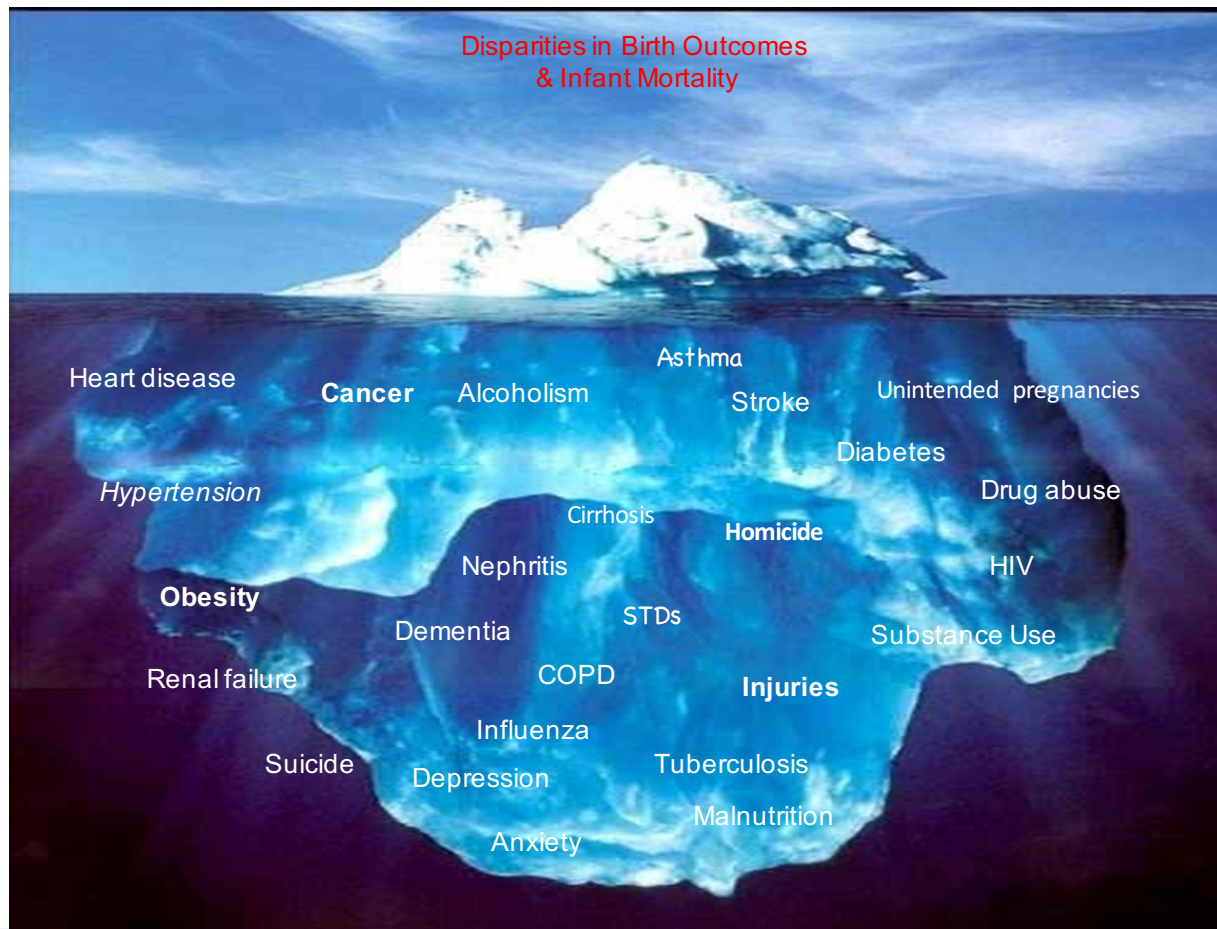 Disparities in Birth Outcomes
& Infant Mortality
Asthma
Heart disease
Cancer
Alcoholism
Stroke
Unintended pregnancies
Diabetes
Hypertension
Drug abuse
Cirrhosis
Homicide
Nephritis
HIV
Obesity
STDs
Dementia
Substance Use
Renal failure
COPD
Injuries
Influenza
Suicide
Depression
Tuberculosis
Malnutrition
Anxiety